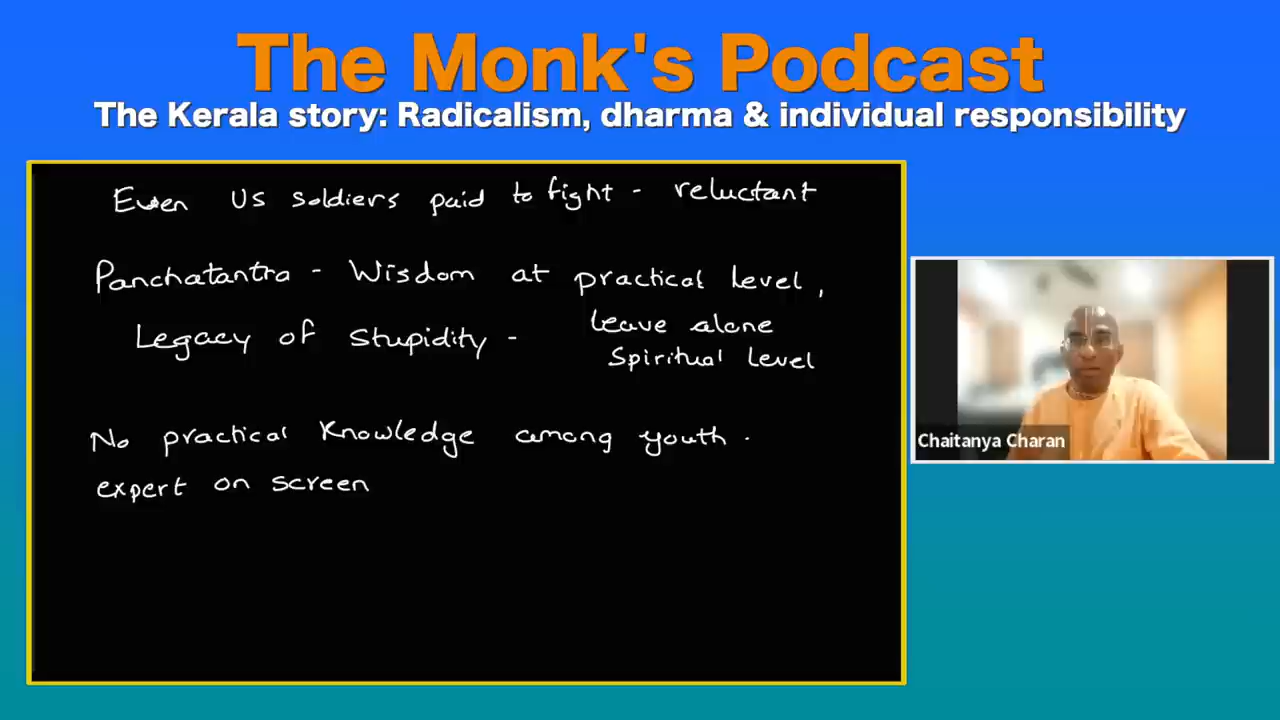 The Monk's Podcast
The Kerala story: Radicalism, dharma & individual responsibility
Even US soldiers paid to fight - reluctant
Panchatantra - Wisdom at practical level,
leave alone
Legacy of stupidity -
Spiritual level
No practical knowledge among youth.
expert on screen
Chaitanya Charan